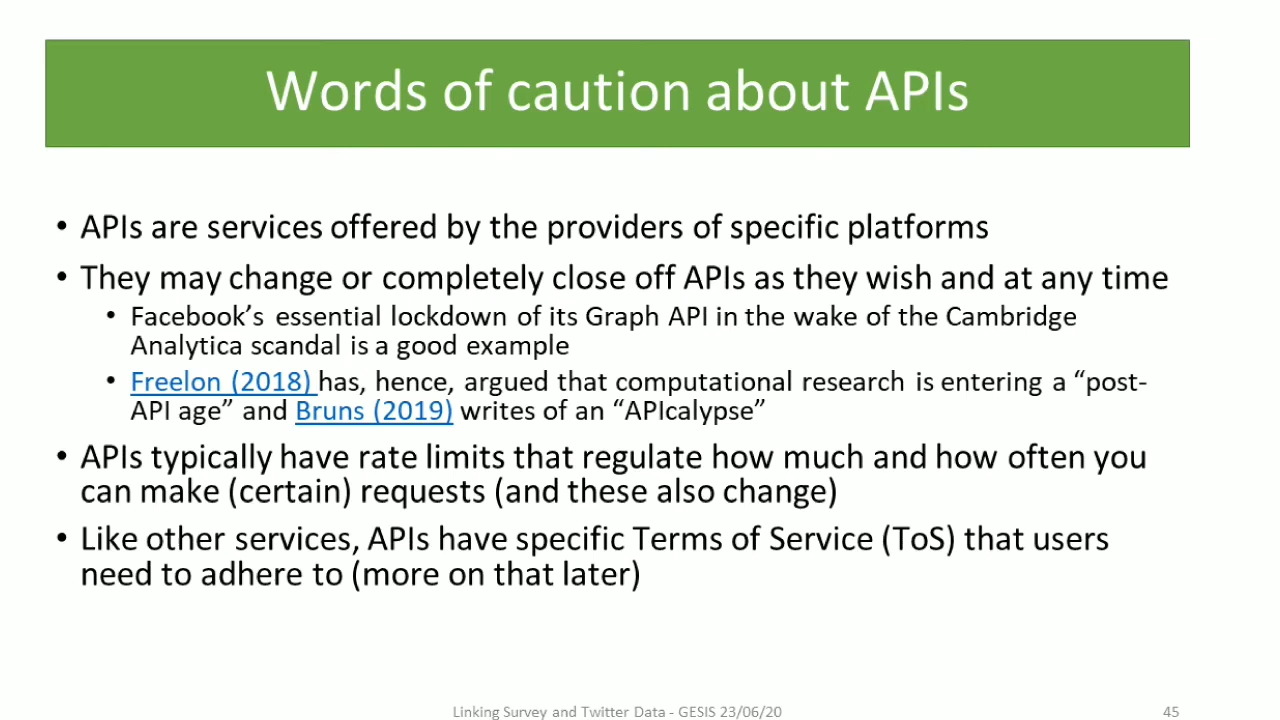 Words of caution about APIs
• APIs are services offered by the providers of specific platforms
• They may change or completely close off APIs as they wish and at any time
• Facebook’s essential lockdown of its Graph API in the wake of the Cambridge
Analytica scandal is a good example
• Freelon (2018) has, hence, argued that computational research is entering a “post-
API age” and Bruns (2019) writes of an “APIcalypse”
• APIs typically have rate limits that regulate how much and how often you
can make (certain) requests (and these also change)
• Like other services, APIs have specific Terms of Service (ToS) that users
need to adhere to (more on that later)
Linking Survey and Twitter Data - GESIS 23/06/20
45